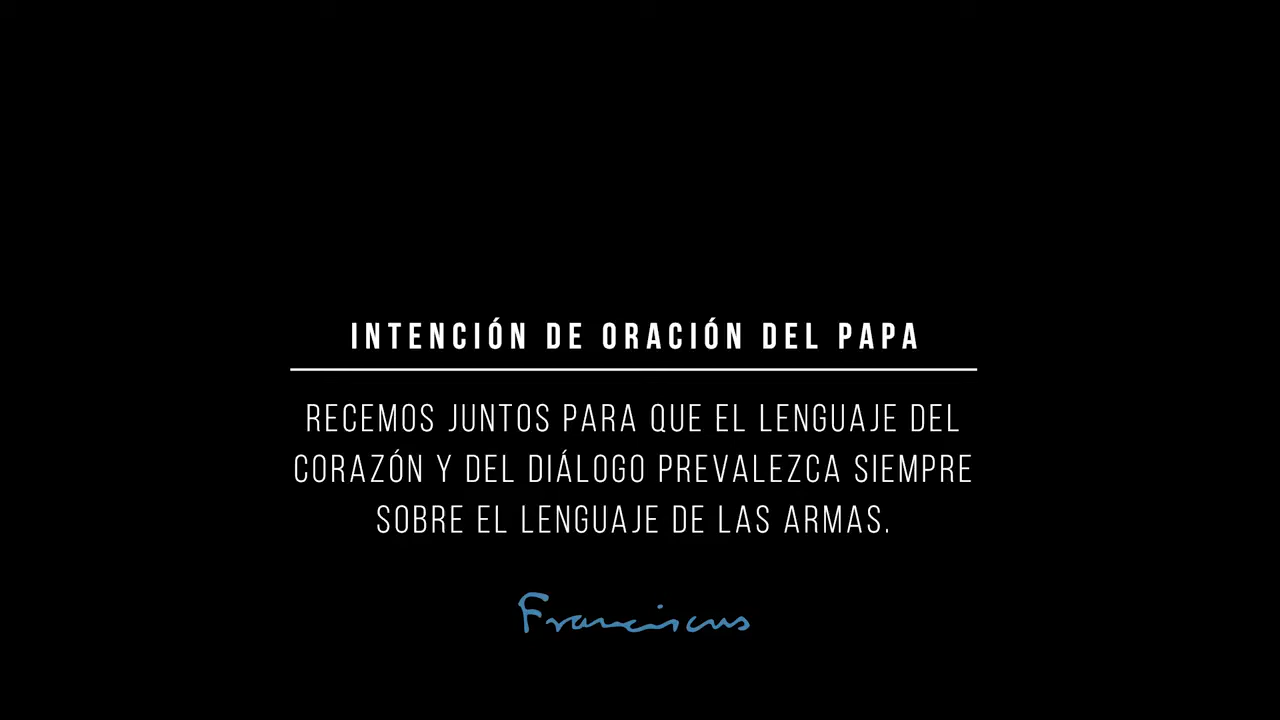 INTENCIÓN DE ORACIÓN DEL PAPA
RECEMOS JUNTOS PARA QUE EL LENGUAJE DEL
CORAZÓN Y DEL DIÁLOGO PREVALEZCA SIEMPRE
SOBRE EL LENGUAJE DE LAS ARMAS.
Franciscus